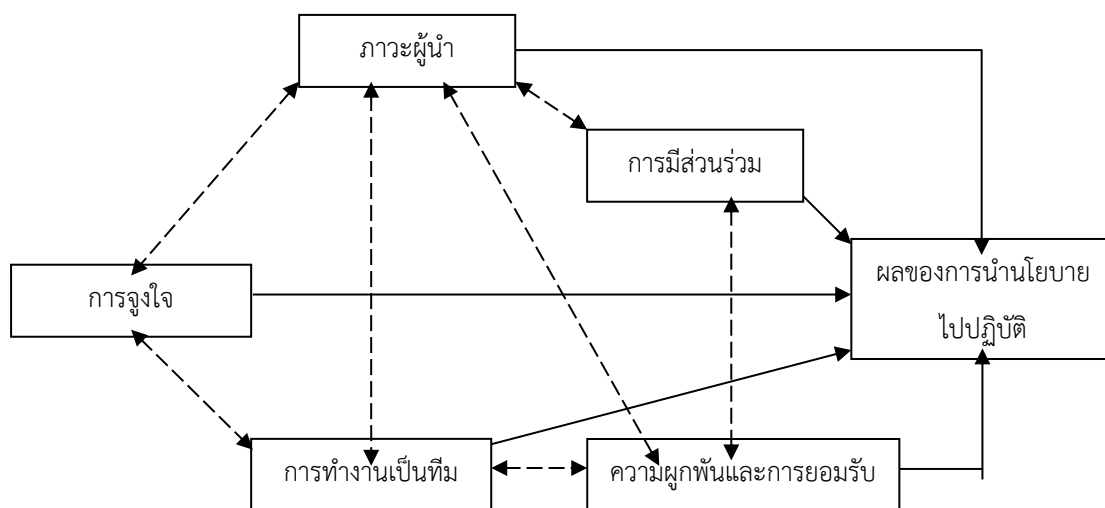 ภาวะผู้นำ
การมีส่วนร่วม
การจูงใจ
ผลของการนำนโยบาย
ไปปฏิบัติ
การทำงานเป็นทีม
ความผูกพันและการยอมรับ